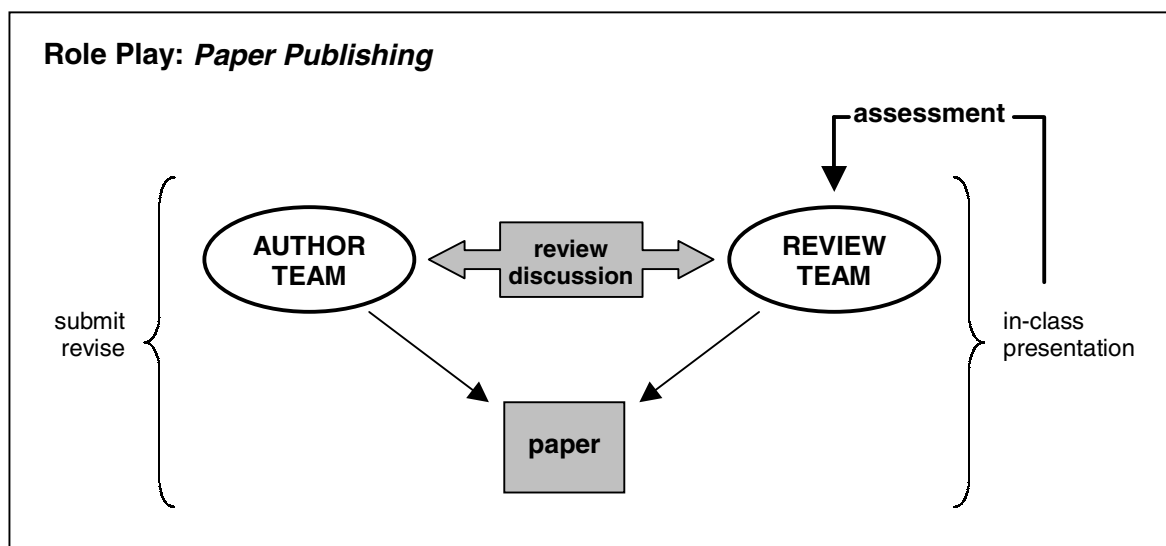 Role Play: Paper Publishing
assessment
AUTHOR
TEAM
review
discussion
REVIEW
TEAM
submit
revise
in-class
presentation
paper